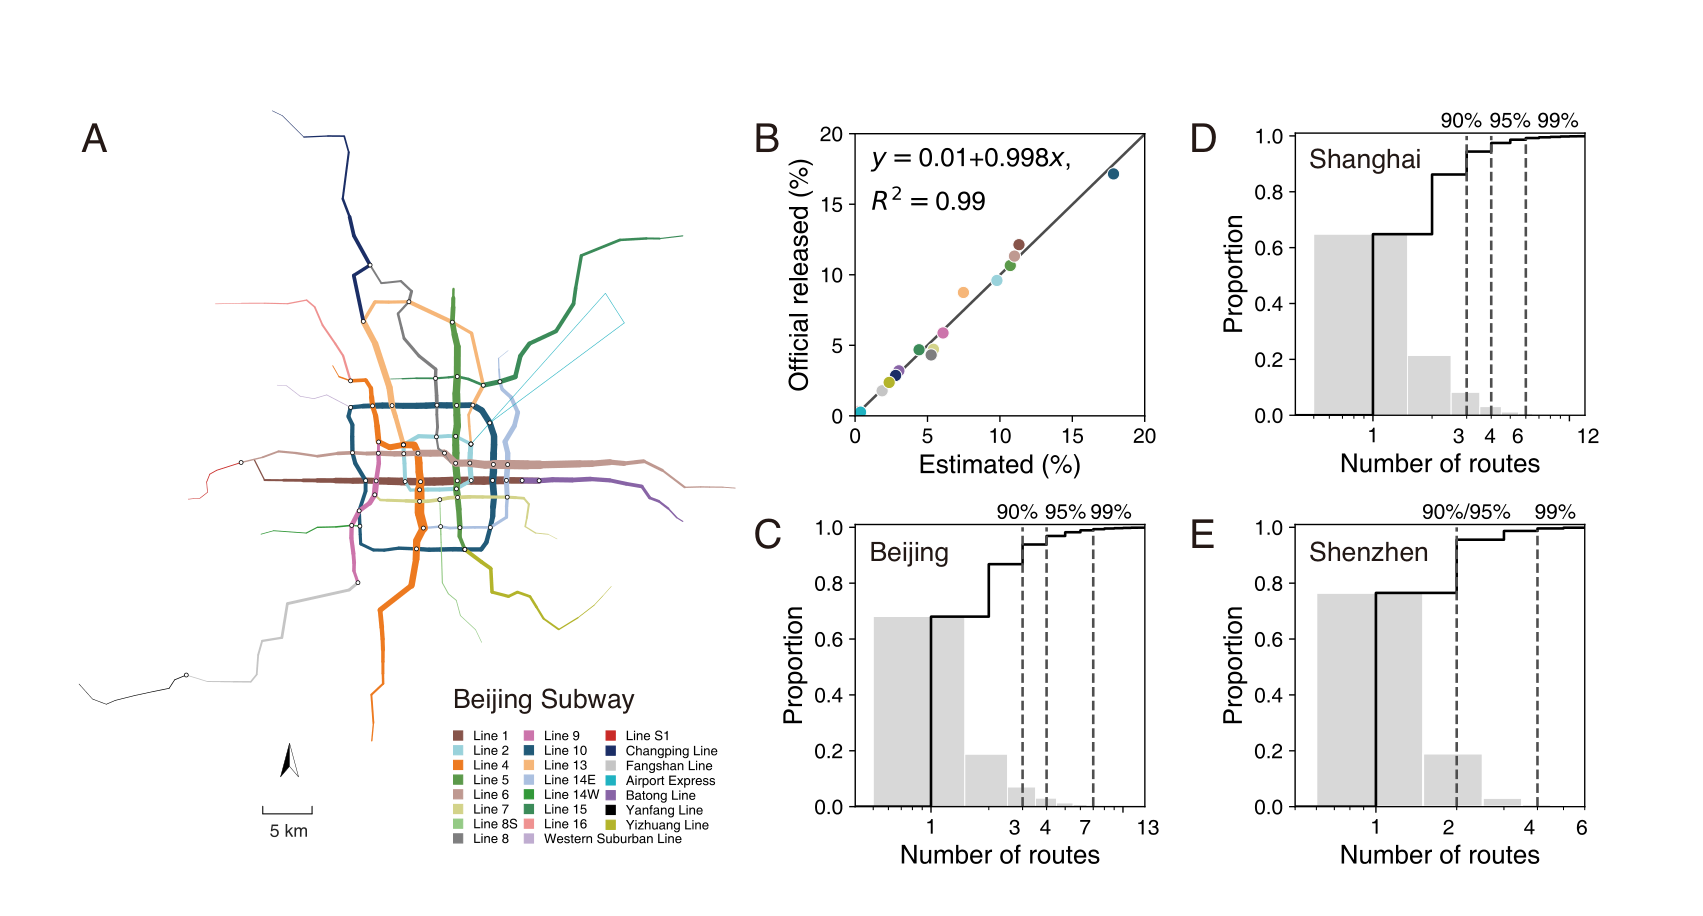 A
Beijing Subway
Line 1
Line 2
Line 4
Line 5
Line 6
Line 7
Line 8S
Line 8
Line 9
Line 10
Line 13
Line 14E
Line 14W
Line 15
Line 16
Western Suburban Line
Line S1
Changping Line
Fangshan Line
Airport Express
Batong Line
Yanfang Line
Yizhuang Line
5 km
B
y = 0.01+0.998x,
R² = 0.99
Official released (%)
20
15
10
5
0
0 5 10 15 20
Estimated (%)
C
90% 95% 99%
Beijing
Proportion
1.0
0.8
0.6
0.4
0.2
0.0
1 3 4 7 13
Number of routes
D
90% 95% 99%
Shanghai
Proportion
1.0
0.8
0.6
0.4
0.2
0.0
1 3 4 6 12
Number of routes
E
90%/95% 99%
Shenzhen
Proportion
1.0
0.8
0.6
0.4
0.2
0.0
1 2 4 6
Number of routes